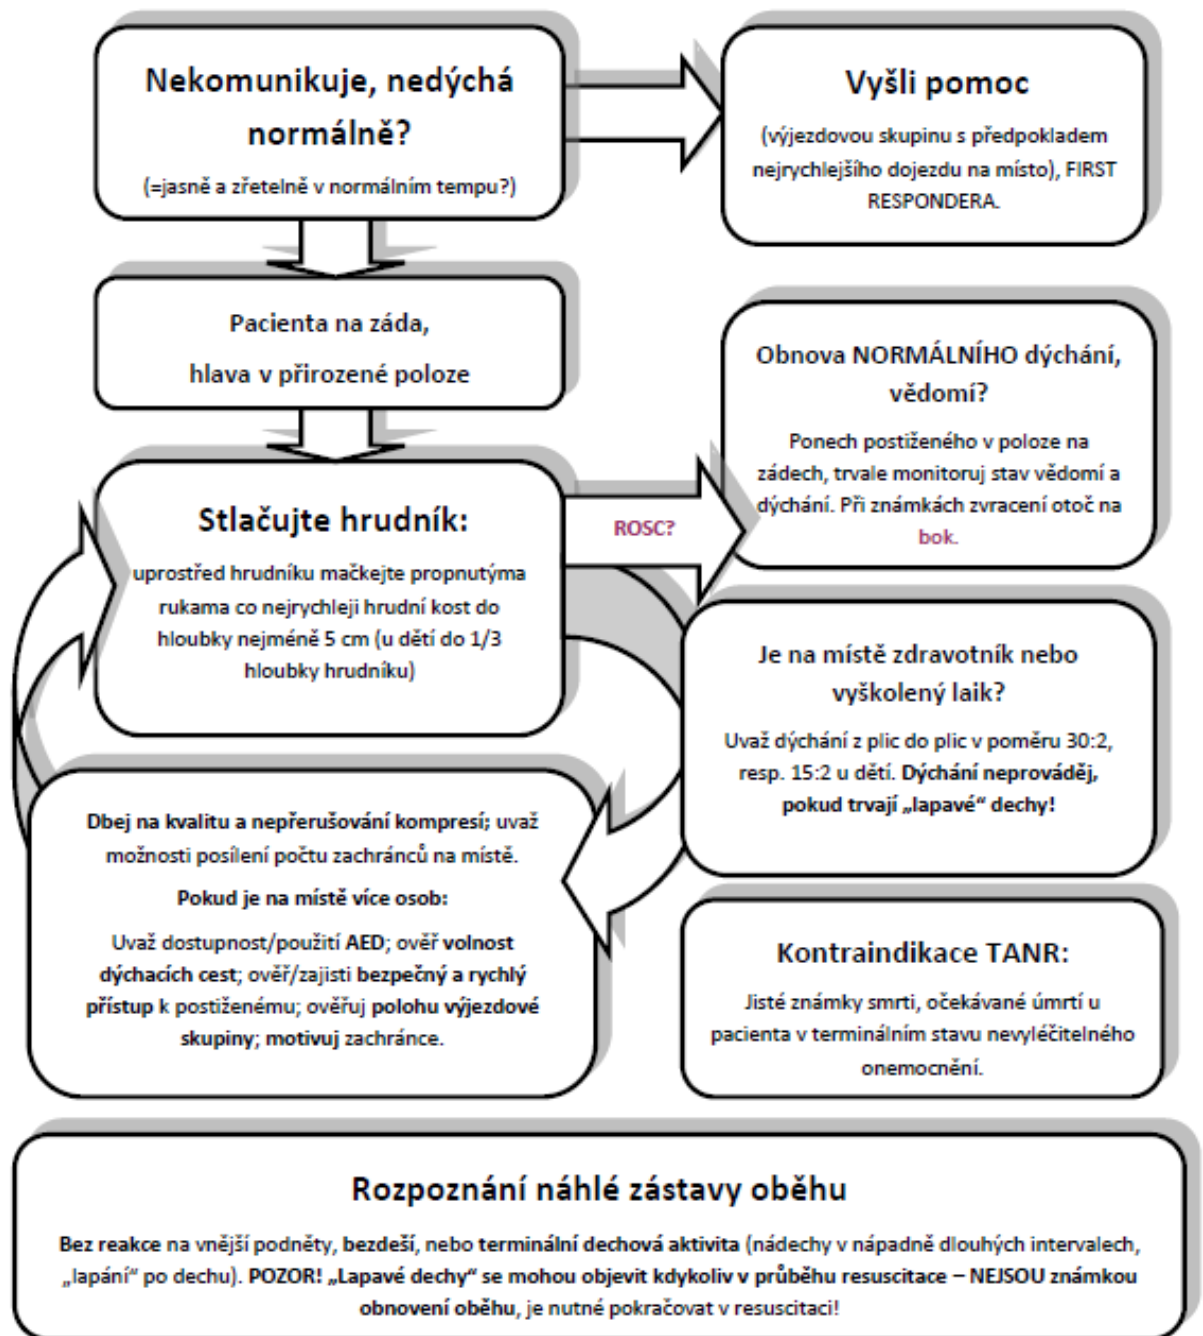 Nekomunikuje, nedýchá
normálně?
(=jasně a zřetelně v normálním tempu?)
Vyšli pomoc
(výjezdovou skupinu s předpokladem
nejrychlejšího dojezdu na místo), FIRST
RESPONDERA.
Pacienta na záda,
hlava v přirozené poloze
Obnova NORMÁLNÍHO dýchání,
vědomí?
Ponech postiženého v poloze na
zádech, trvale monitoruj stav vědomí a
dýchání. Při známkách zvracení otoč na
bok.
Stlačujte hrudník:
uprostřed hrudníku mačkejte propnutýma
rukama co nejrychleji hrudní kost do
hloubky nejméně 5 cm (u dětí do 1/3
hloubky hrudníku)
ROSC?
Je na místě zdravotník nebo
vyškolený laik?
Uvaž dýchání z plic do plic v poměru 30:2,
resp. 15:2 u dětí. Dýchání neprováděj,
pokud trvají „lapavé“ dechy!
Dbej na kvalitu a nepřerušování kompresí; uvaž
možnosti posílení počtu zachránců na místě.
Pokud je na místě více osob:
Uvaž dostupnost/použití AED; ověř volnost
dýchacích cest; ověř/zajisti bezpečný a rychlý
přístup k postiženému; ověřuj polohu výjezdové
skupiny; motivuj zachránce.
Kontraindikace TANR:
Jisté známky smrti, očekávané úmrtí u
pacienta v terminálním stavu nevyléčitelného
onemocnění.
Rozpoznání náhlé zástavy oběhu
Bez reakce na vnější podněty, bezdeší, nebo terminální dechová aktivita (nádechy v nápadně dlouhých intervalech,
„lapání“ po dechu). POZOR! „Lapavé dechy“ se mohou objevit kdykoliv v průběhu resuscitace – NEJSOU známkou
obnovení oběhu, je nutné pokračovat v resuscitaci!